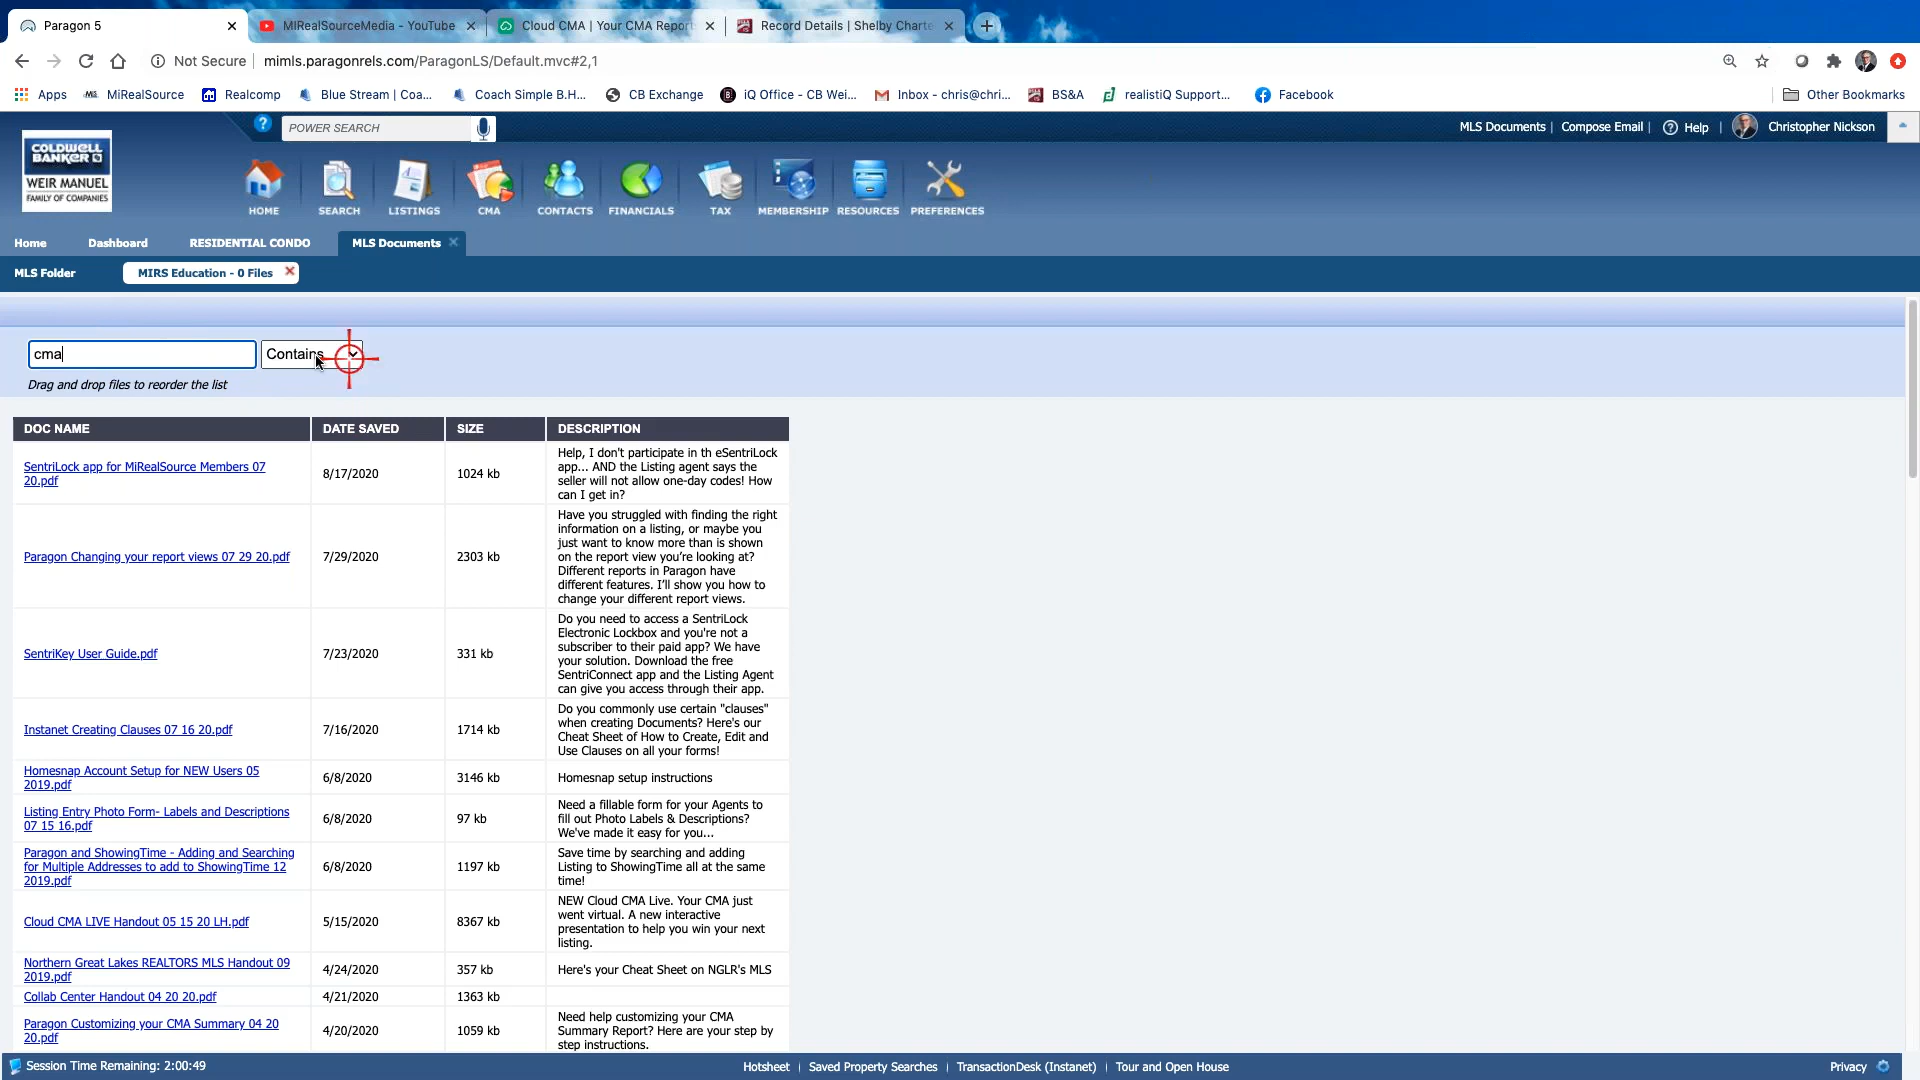 Paragon 5
MIRealSourceMedia - YouTube
Cloud CMA | Your CMA Report
Record Details | Shelby Charte
Not Secure
mimls.paragonrels.com/ParagonLS/Default.mvc#2,1
Apps
MiRealSource
Realcomp
Blue Stream | Coa...
Coach Simple B.H...
CB Exchange
iQ Office - CB Wei...
Inbox - chris@chri...
BS&A
realistiQ Support...
Facebook
Other Bookmarks
COLDWELL
BANKER
WEIR MANUEL
FAMILY OF COMPANIES
POWER SEARCH
MLS Documents |
Compose Email |
Help |
Christopher Nickson
HOME
SEARCH
LISTINGS
CMA
CONTACTS
FINANCIALS
TAX
MEMBERSHIP
RESOURCES
PREFERENCES
Home
Dashboard
RESIDENTIAL CONDO
MLS Documents
MLS Folder
MIRS Education - 0 Files
cma
Contains
Drag and drop files to reorder the list
DOC NAME
DATE SAVED
SIZE
DESCRIPTION
SentriLock app for MiRealSource Members 07
20.pdf
8/17/2020
1024 kb
Help, I don't participate in th eSentriLock
app... AND the Listing agent says the
seller will not allow one-day codes! How
can I get in?
Paragon Changing your report views 07 29 20.pdf
7/29/2020
2303 kb
Have you struggled with finding the right
information on a listing, or maybe you
just want to know more than is shown
on the report view you're looking at?
Different reports in Paragon have
different features. I'll show you how to
change your different report views.
SentriKey User Guide.pdf
7/23/2020
331 kb
Do you need to access a SentriLock
Electronic Lockbox and you're not a
subscriber to their paid app? We have
your solution. Download the free
SentriConnect app and the Listing Agent
can give you access through their app.
Instanet Creating Clauses 07 16 20.pdf
7/16/2020
1714 kb
Do you commonly use certain "clauses"
when creating Documents? Here's our
Cheat Sheet of How to Create, Edit and
Use Clauses on all your forms!
Homesnap Account Setup for NEW Users 05
2019.pdf
6/8/2020
3146 kb
Homesnap setup instructions
Listing Entry Photo Form- Labels and Descriptions
07 15 16.pdf
6/8/2020
97 kb
Need a fillable form for your Agents to
fill out Photo Labels & Descriptions?
We've made it easy for you...
Paragon and ShowingTime - Adding and Searching
for Multiple Addresses to add to ShowingTime 12
2019.pdf
6/8/2020
1197 kb
Save time by searching and adding
Listing to ShowingTime all at the same
time!
Cloud CMA LIVE Handout 05 15 20 LH.pdf
5/15/2020
8367 kb
NEW Cloud CMA Live. Your CMA just
went virtual. A new interactive
presentation to help you win your next
listing.
Northern Great Lakes REALTORS MLS Handout 09
2019.pdf
4/24/2020
357 kb
Here's your Cheat Sheet on NGLR's MLS
Collab Center Handout 04 20 20.pdf
4/21/2020
1363 kb
Paragon Customizing your CMA Summary 04 20
20.pdf
4/20/2020
1059 kb
Need help customizing your CMA
Summary Report? Here are your step by
step instructions.
Session Time Remaining: 2:00:49
Hotsheet | Saved Property Searches | TransactionDesk (Instanet) | Tour and Open House
Privacy